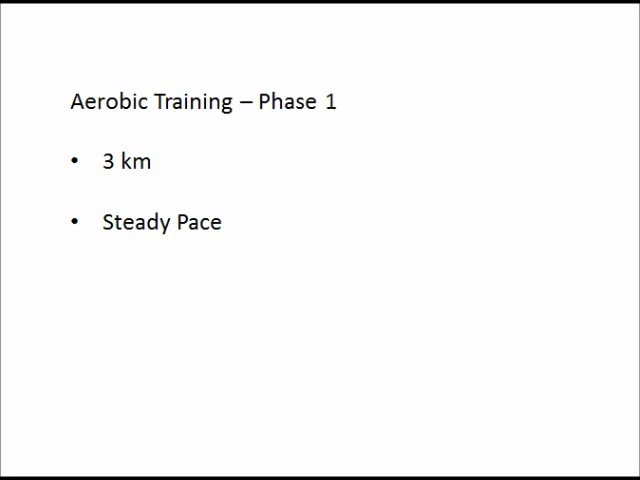 Aerobic Training – Phase 1
• 3 km
• Steady Pace